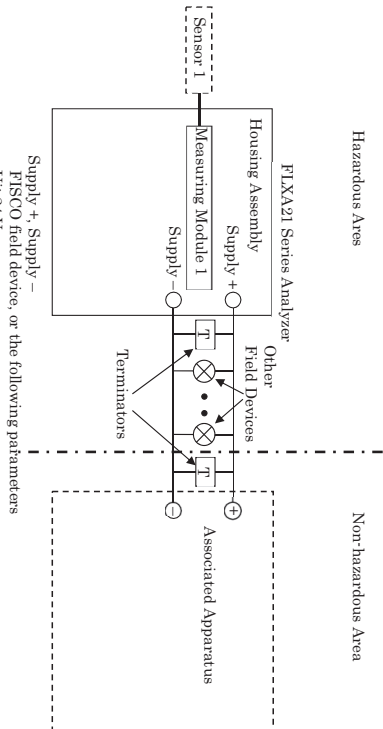 Hazardous Ares
Non-hazardous Area
FLXA21 Series Analyzer
Housing Assembly
Sensor 1
Measuring Module 1
Supply +
Supply –
T
T
Other
Field Devices
Terminators
+
–
Associated Apparatus
Supply +, Supply –
FISCO field device, or the following parameters